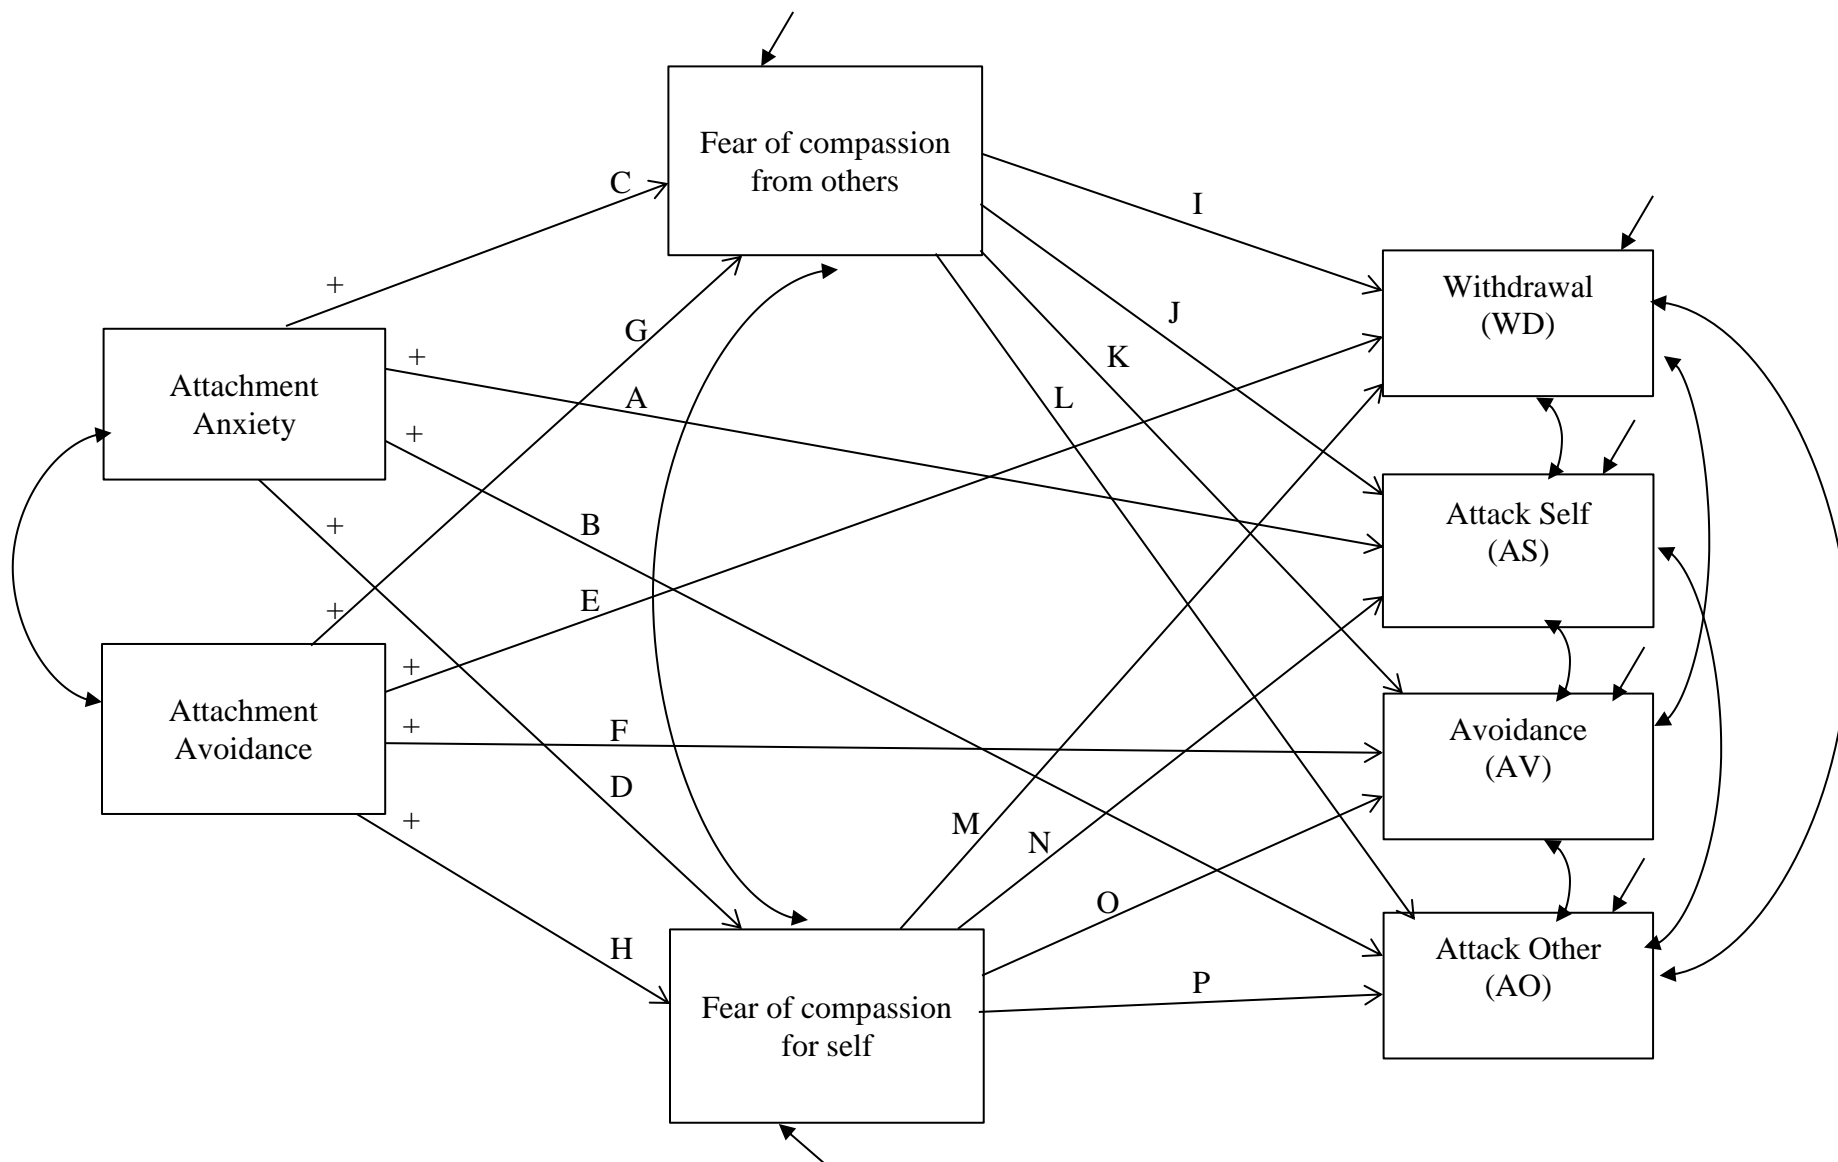 Fear of compassion
from others
C
I
+
Withdrawal
(WD)
G
J
+
K
Attachment
Anxiety
A
L
+
+
B
Attack Self
(AS)
E
+
+
Attachment
Avoidance
+
F
Avoidance
(AV)
D
+
M
N
O
H
Attack Other
(AO)
P
Fear of compassion
for self